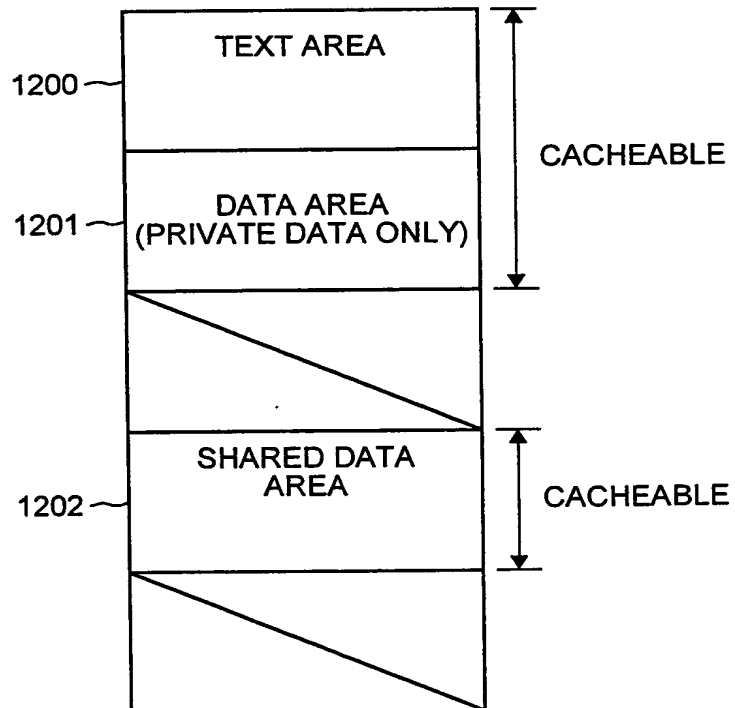 TEXT AREA
1200
CACHEABLE
1201
DATA AREA
(PRIVATE DATA ONLY)
SHARED DATA
AREA
1202
CACHEABLE